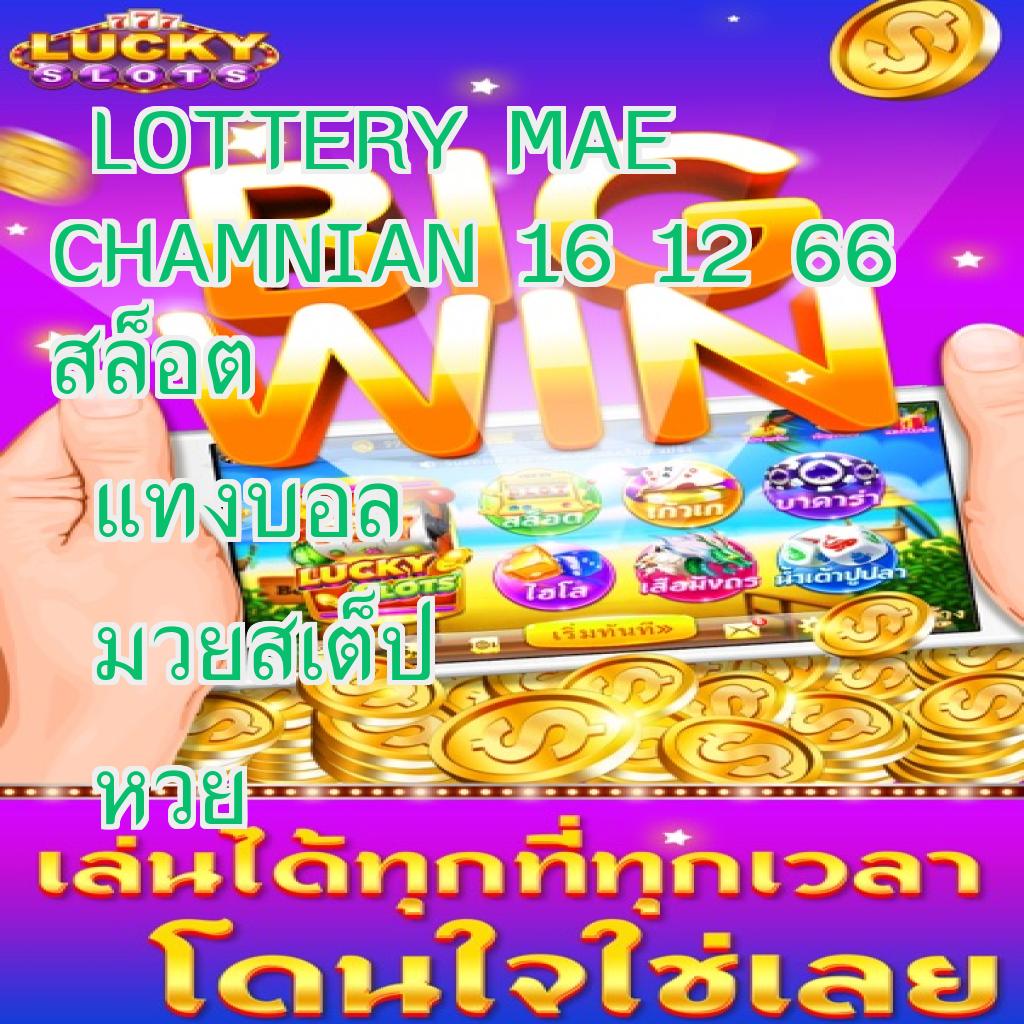 777
LUCKY
SLOTS
LOTTERY MAE
BIG
CHAMNIAN 16 12 66
WIN
สล็อต
แทงบอล
สล็อต
เก้าเก
บาคาร่า
LUCKY
SLOTS
ไฮโล
เสือมังกร
น้ำเต้าปูปลา
มวยสเต็ป
เริ่มทันที»
หวย
เล่นได้ทุกที่ทุกเวลา
โดนใจใช่เลย